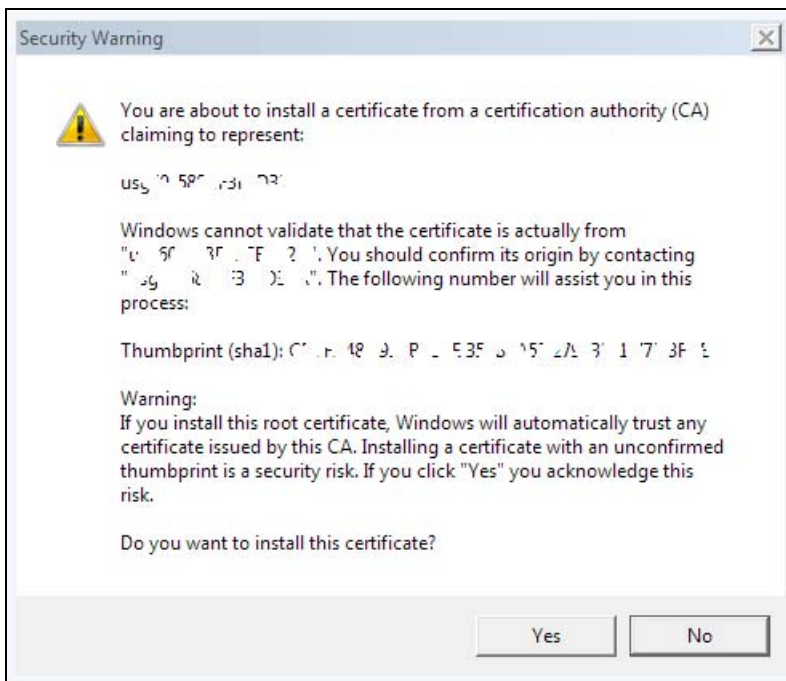 Security Warning
You are about to install a certificate from a certification authority (CA)
claiming to represent:
Windows cannot validate that the certificate is actually from
You should confirm its origin by contacting
The following number will assist you in this
process:
Thumbprint (sha1):
Warning:
If you install this root certificate, Windows will automatically trust any
certificate issued by this CA. Installing a certificate with an unconfirmed
thumbprint is a security risk. If you click "Yes" you acknowledge this
risk.
Do you want to install this certificate?
Yes
No